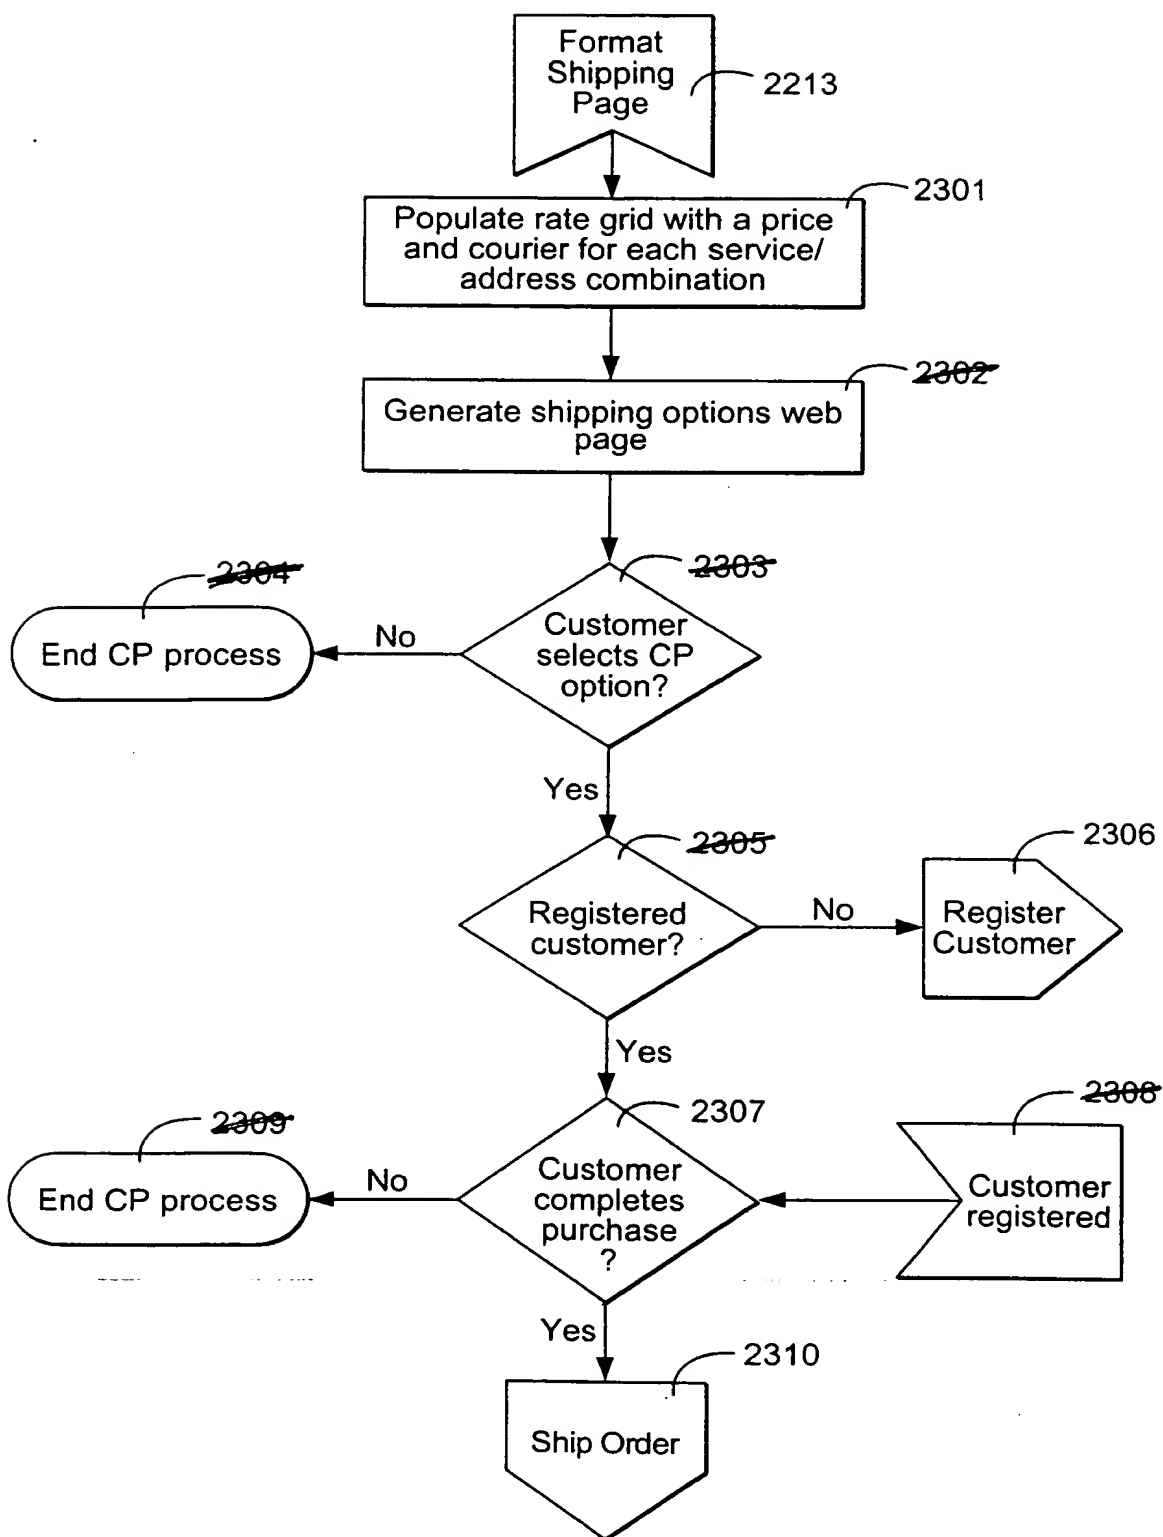 Format
Shipping
Page
2213
2301
Populate rate grid with a price
and courier for each service/
address combination
2302
Generate shipping options web
page
2303
2304
Customer
selects CP
option?
No
End CP process
Yes
2305
2306
Registered
customer?
No
Register
Customer
Yes
2307
2308
2309
Customer
completes
purchase
?
No
End CP process
Customer
registered
Yes
2310
Ship Order